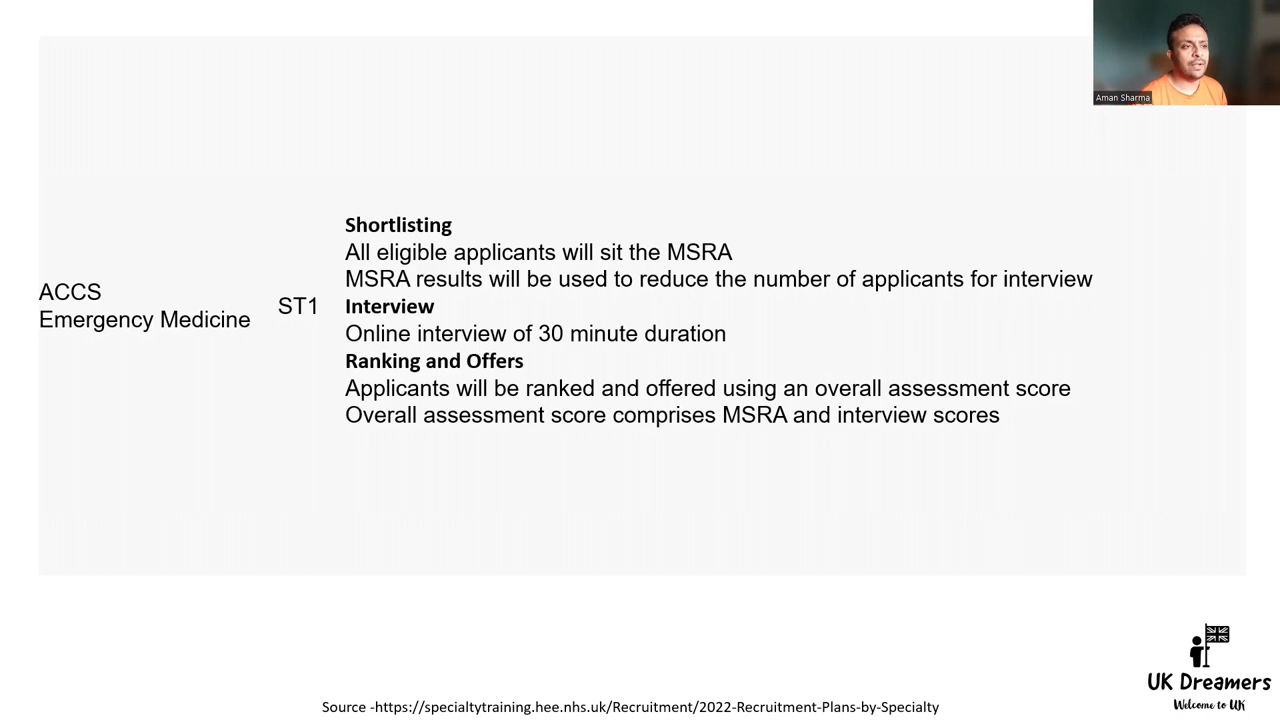 Aman Sharma
Shortlisting
All eligible applicants will sit the MSRA
MSRA results will be used to reduce the number of applicants for interview
ACCS
Emergency Medicine
ST1
Interview
Online interview of 30 minute duration
Ranking and Offers
Applicants will be ranked and offered using an overall assessment score
Overall assessment score comprises MSRA and interview scores
UK Dreamers
Welcome to UK
Source -https://specialtytraining.hee.nhs.uk/Recruitment/2022-Recruitment-Plans-by-Specialty